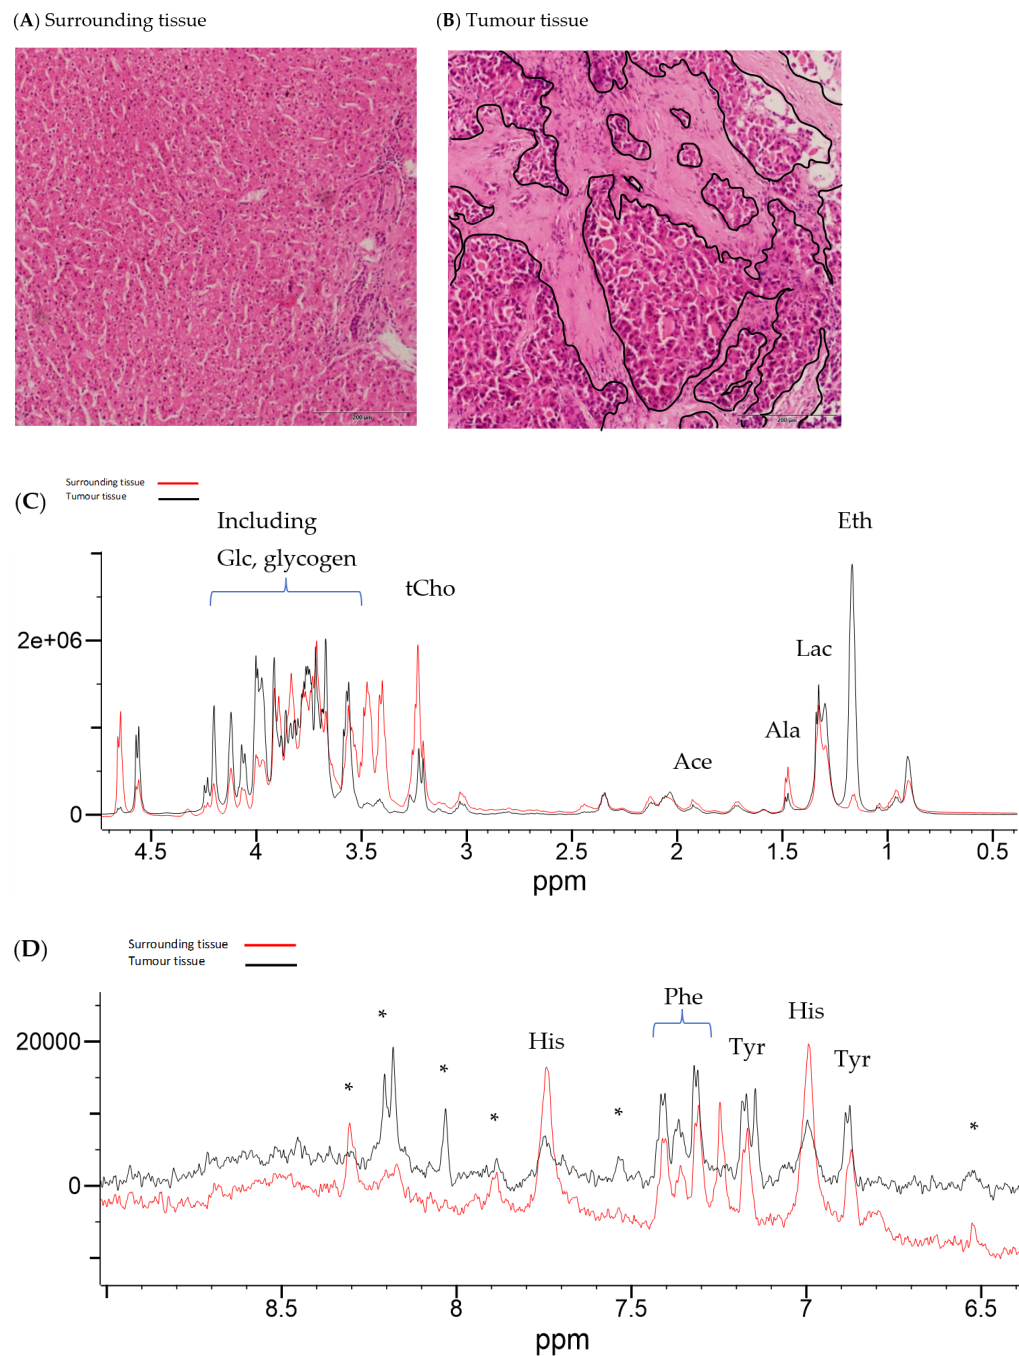 (A) Surrounding tissue
(B) Tumour tissue
200 µm
200 µm
(C)
Surrounding tissue
Tumour tissue
Including
Glc, glycogen
tCho
Eth
Lac
Ala
Ace
2e+06
0
4.5 4 3.5 3 2.5 2 1.5 1 0.5
ppm
(D)
Surrounding tissue
Tumour tissue
Phe
* His Tyr His Tyr
* * * * *
20000
0
8.5 8 7.5 7 6.5
ppm